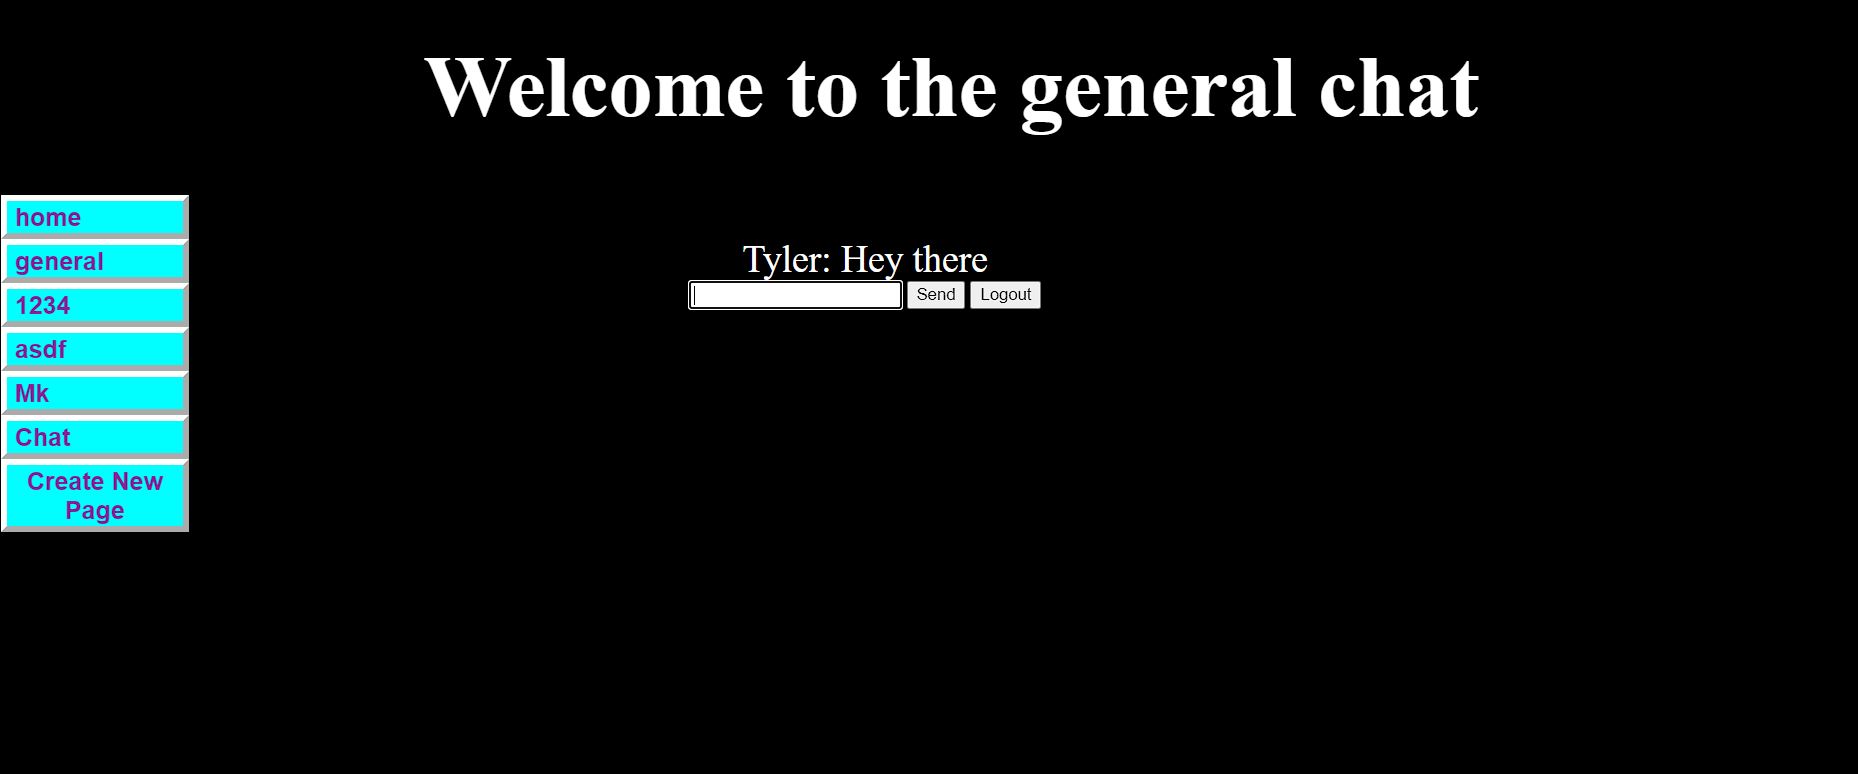 Welcome to the general chat
home
general
1234
asdf
Mk
Chat
Create New
Page
Tyler: Hey there
Send Logout